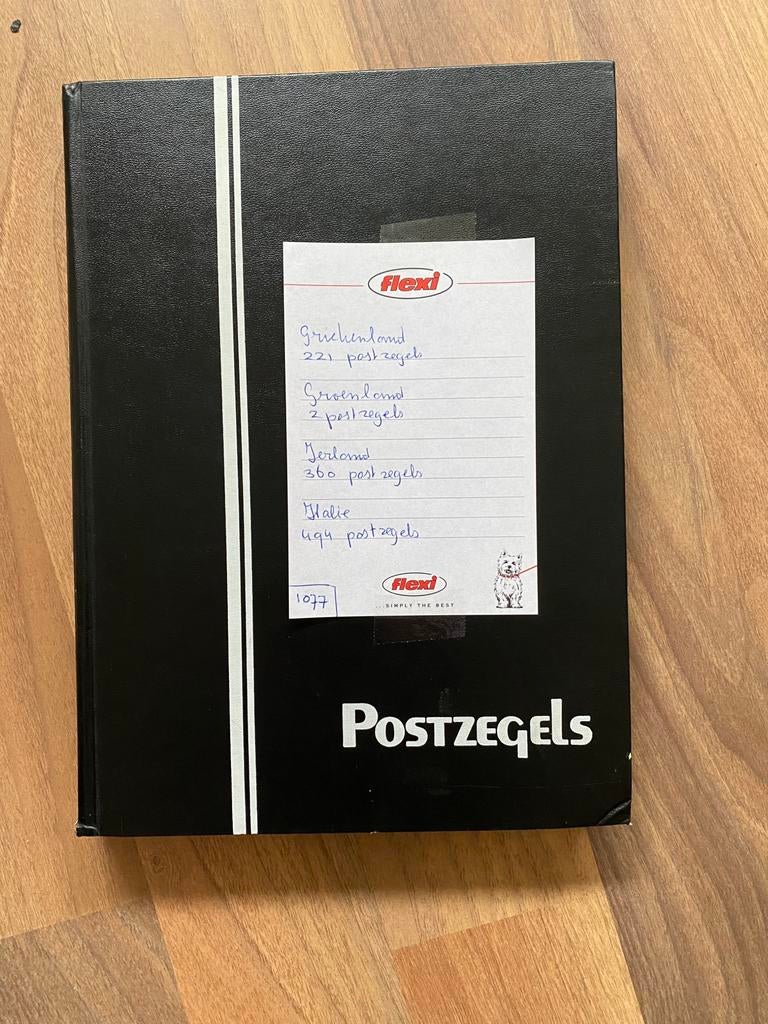 flexi
Griekenland
221 postzegels
Groenland
2 postzegels
Ierland
360 postzegels
Italie
494 postzegels
flexi
...SIMPLY THE BEST
1077
POSTZEGELS